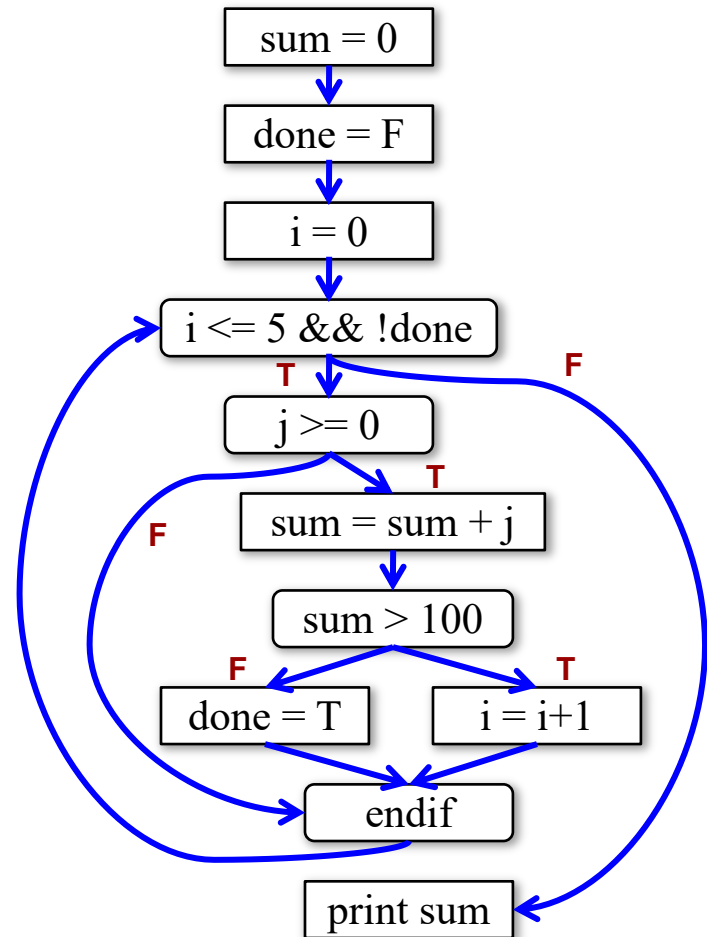 sum = 0
done = F
i = 0
i <= 5 && !done
T
F
j >= 0
F
T
sum = sum + j
sum > 100
F
T
done = T
i = i+1
endif
print sum